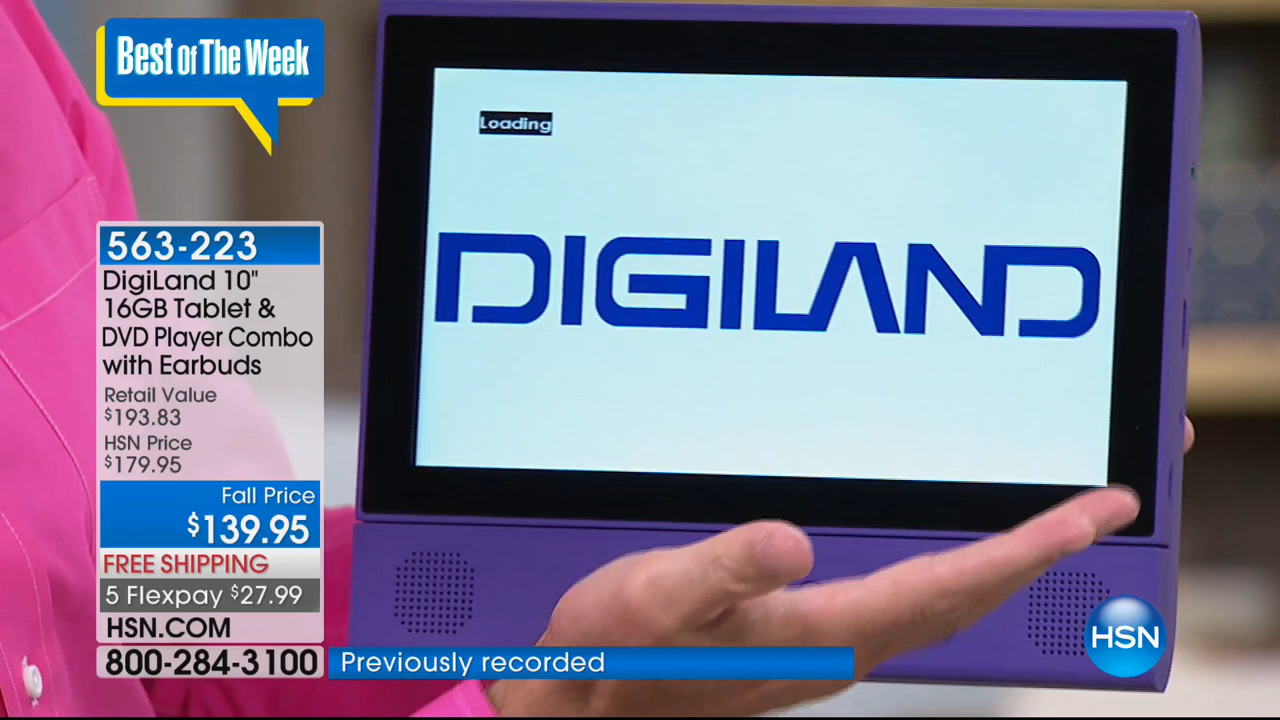 Best of The Week
Loading
DIGILAND
563-223
DigiLand 10"
16GB Tablet &
DVD Player Combo
with Earbuds
Retail Value
$193.83
HSN Price
$179.95
Fall Price
$139.95
FREE SHIPPING
5 Flexpay $27.99
HSN.COM
800-284-3100
Previously recorded
HSN